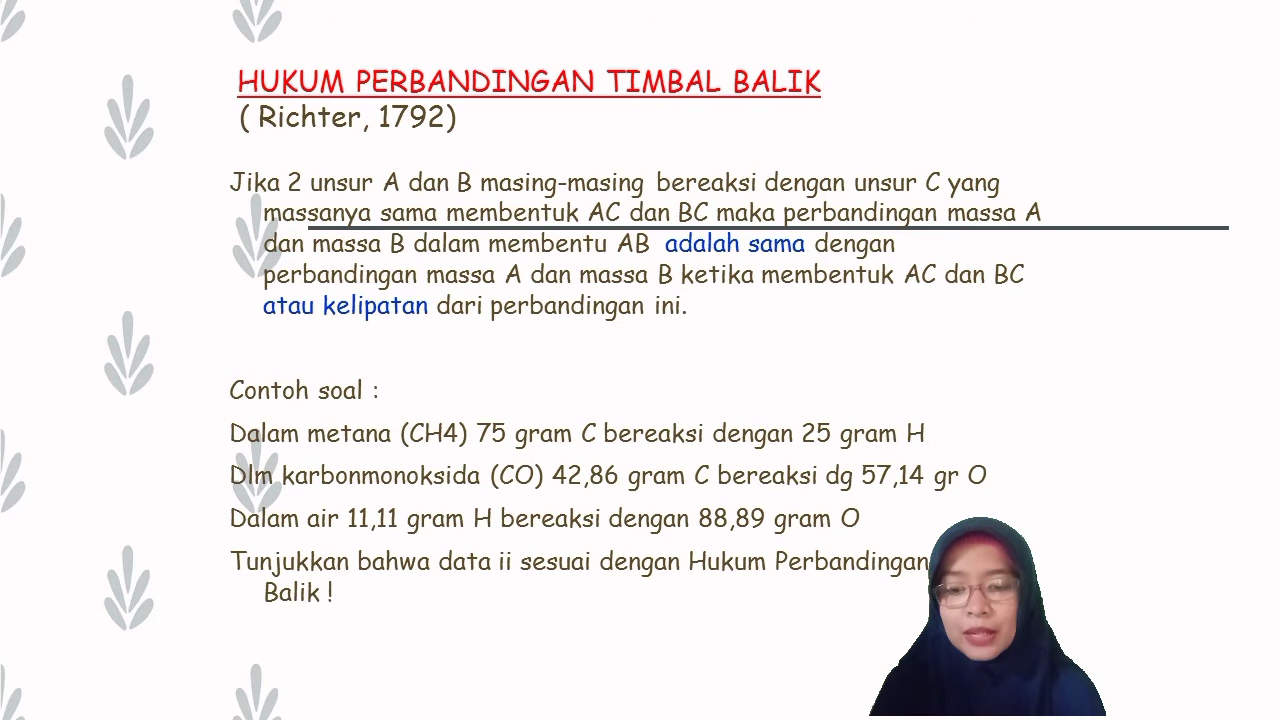 HUKUM PERBANDINGAN TIMBAL BALIK
( Richter, 1792)
Jika 2 unsur A dan B masing-masing bereaksi dengan unsur C yang
massanya sama membentuk AC dan BC maka perbandingan massa A
dan massa B dalam membentu AB adalah sama dengan
perbandingan massa A dan massa B ketika membentuk AC dan BC
atau kelipatan dari perbandingan ini.
Contoh soal :
Dalam metana (CH4) 75 gram C bereaksi dengan 25 gram H
Dlm karbonmonoksida (CO) 42,86 gram C bereaksi dg 57,14 gr O
Dalam air 11,11 gram H bereaksi dengan 88,89 gram O
Tunjukkan bahwa data ii sesuai dengan Hukum Perbandingan
Balik !